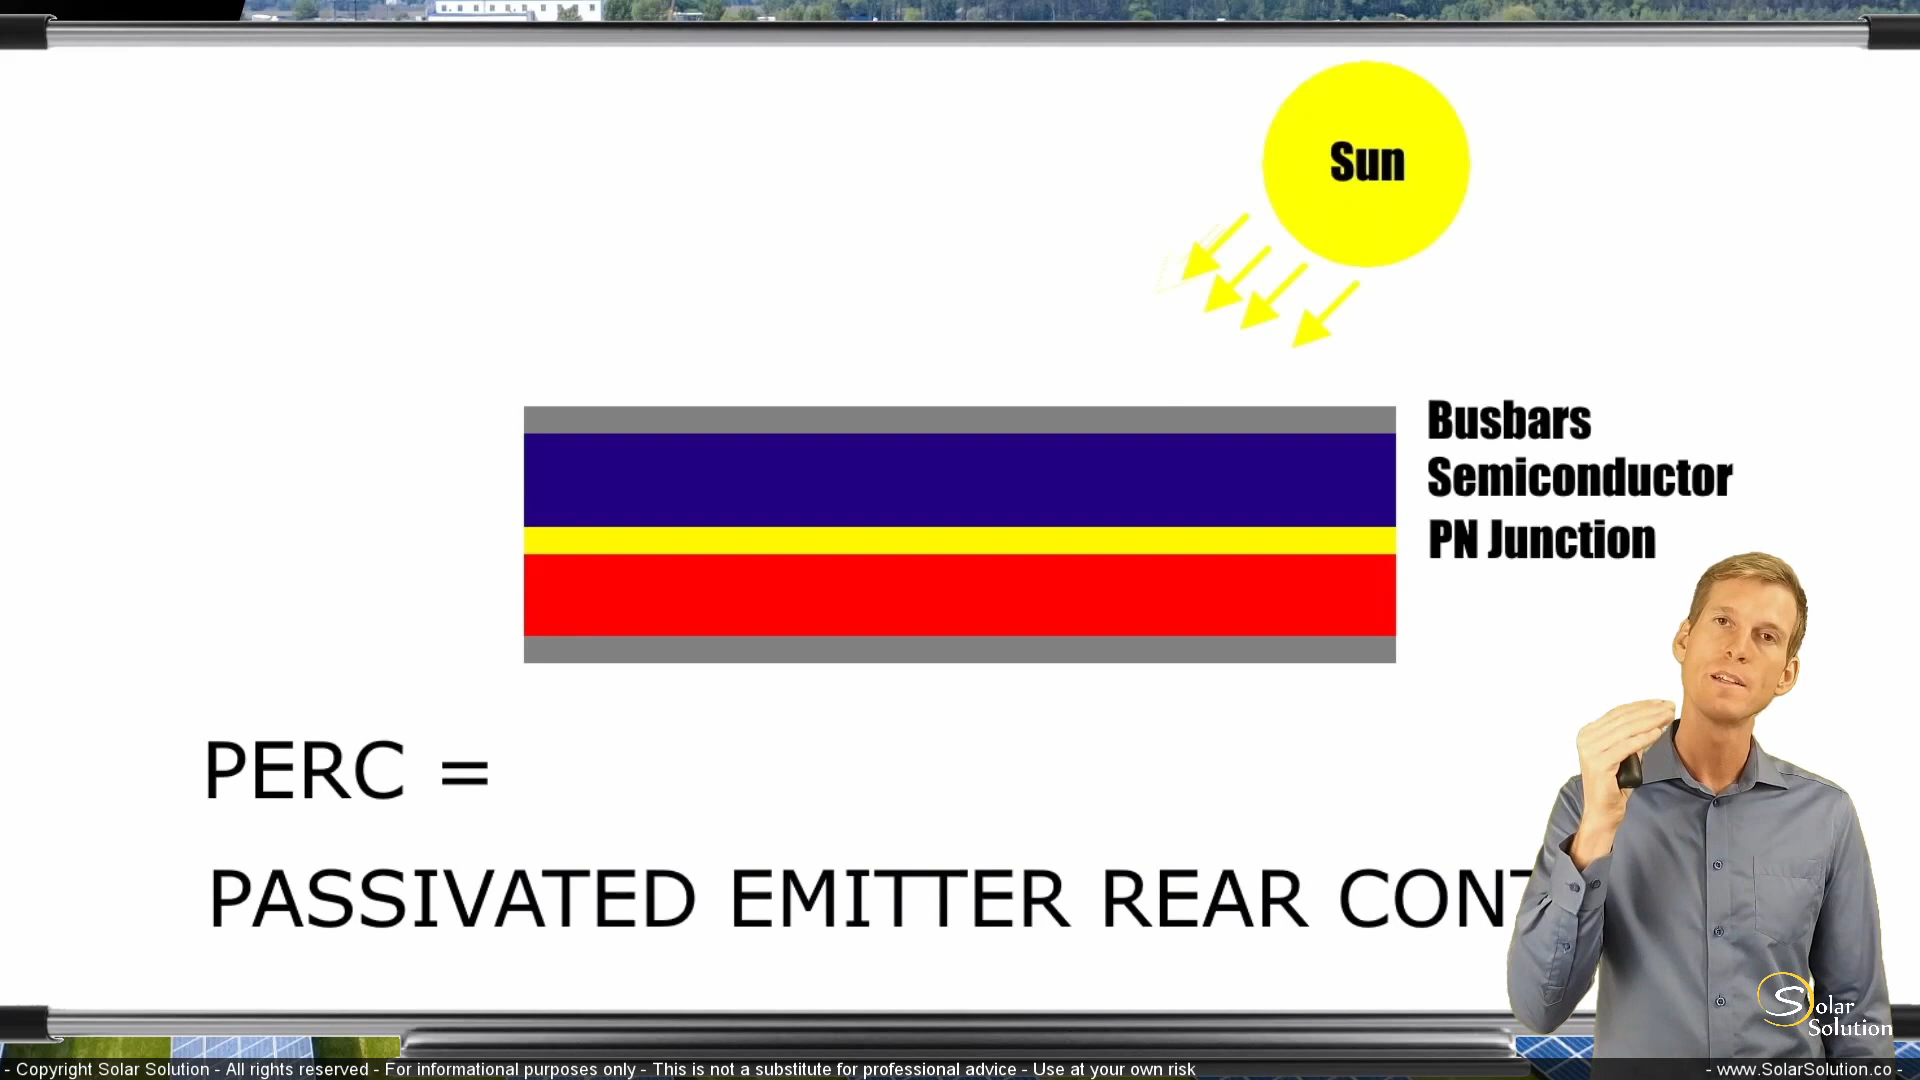 Sun
Busbars
Semiconductor
PN Junction
PERC =
PASSIVATED EMITTER REAR CONT
Solar
Solution
- Copyright Solar Solution - All rights reserved - For informational purposes only - This is not a substitute for professional advice - Use at your own risk
- www.SolarSolution.co -